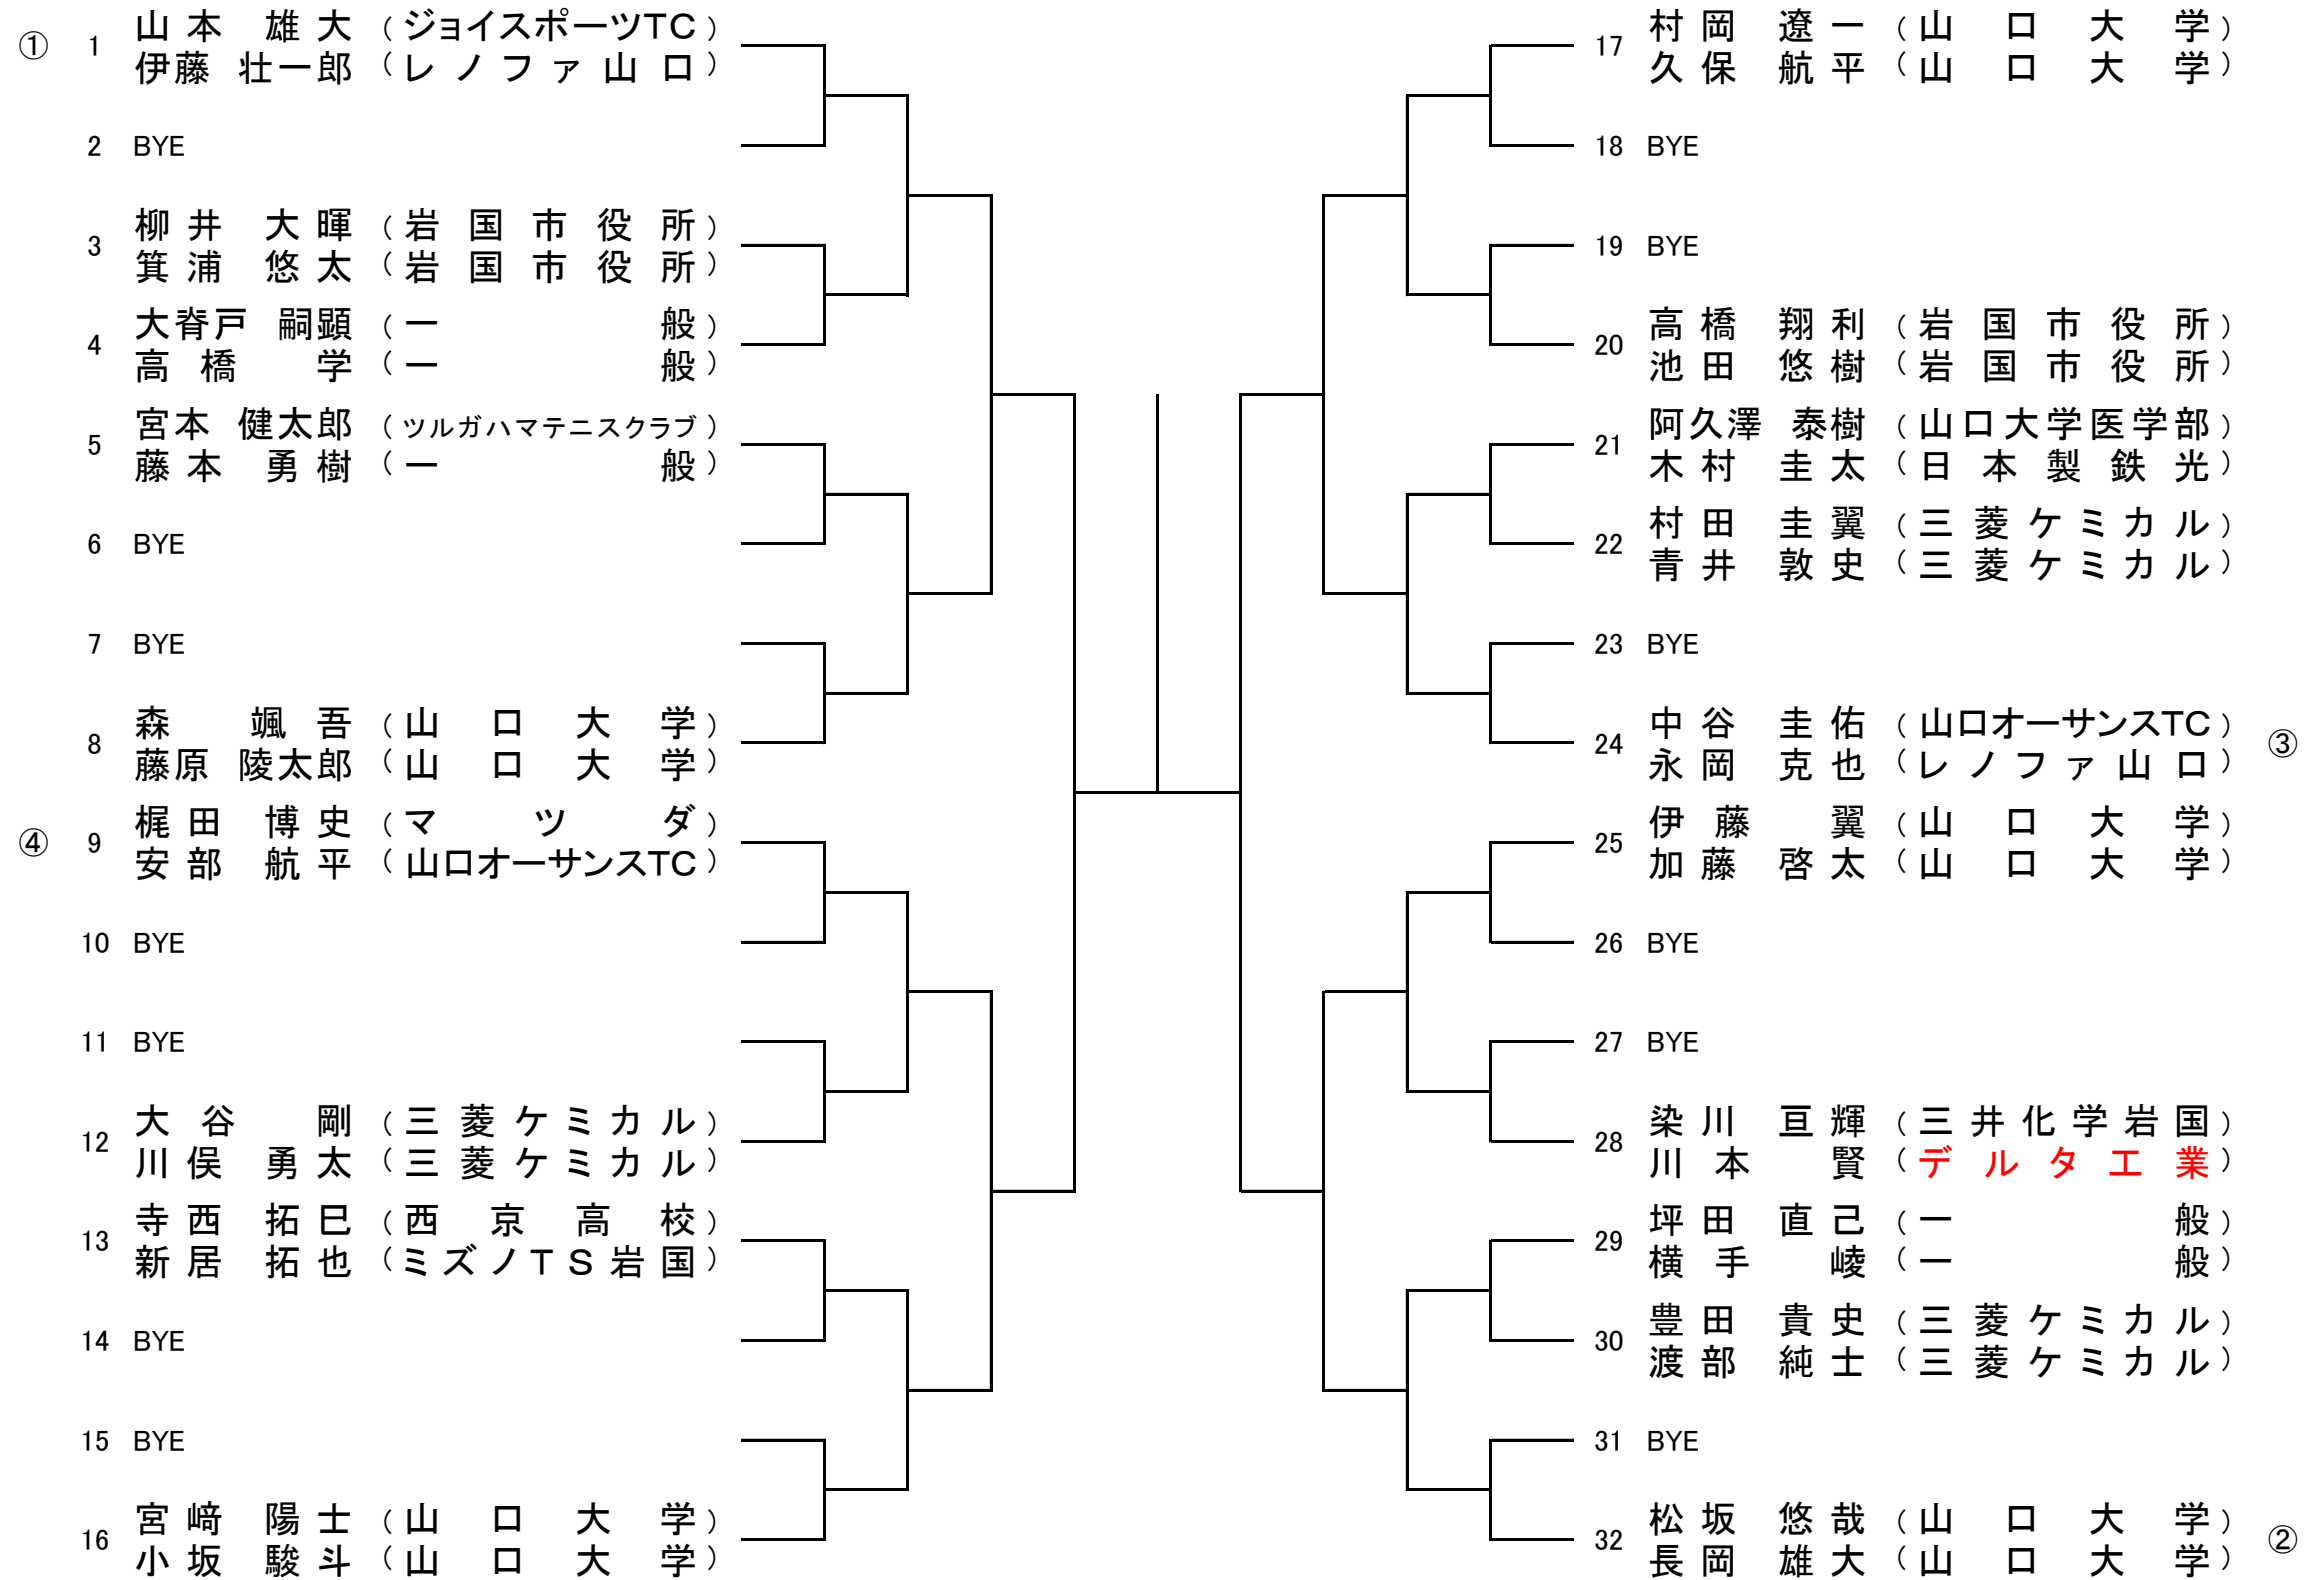 ① 1 山本 雄大 (ジョイスポーツTC)
伊藤 壮一郎 (レノファ山口)
2 BYE
3 柳井 大暉 (岩国市役所)
箕浦 悠太 (岩国市役所)
4 大脊戸 嗣顕 (一般)
高橋 学 (一般)
5 宮本 健太郎 (ツルガハマテニスクラブ)
藤本 勇樹 (一般)
6 BYE
7 BYE
8 森 颯吾 (山口大学)
藤原 陵太郎 (山口大学)
④ 9 梶田 博史 (マツダ)
安部 航平 (山口オーサンスTC)
10 BYE
11 BYE
12 大谷 剛 (三菱ケミカル)
川俣 勇太 (三菱ケミカル)
13 寺西 拓巳 (西京高校)
新居 拓也 (ミズノTS岩国)
14 BYE
15 BYE
16 宮﨑 陽士 (山口大学)
小坂 駿斗 (山口大学)
17 村岡 遼一 (山口大学)
久保 航平 (山口大学)
18 BYE
19 BYE
20 高橋 翔利 (岩国市役所)
池田 悠樹 (岩国市役所)
21 阿久澤 泰樹 (山口大学医学部)
木村 圭太 (日本製鉄光)
22 村田 圭翼 (三菱ケミカル)
青井 敦史 (三菱ケミカル)
23 BYE
24 中谷 圭佑 (山口オーサンスTC) ③
永岡 克也 (レノファ山口)
25 伊藤 翼 (山口大学)
加藤 啓太 (山口大学)
26 BYE
27 BYE
28 染川 亘輝 (三井化学岩国)
川本 賢 (デルタ工業)
29 坪田 直己 (一般)
横手 崚 (一般)
30 豊田 貴史 (三菱ケミカル)
渡部 純士 (三菱ケミカル)
31 BYE
32 松坂 悠哉 (山口大学) ②
長岡 雄大 (山口大学)